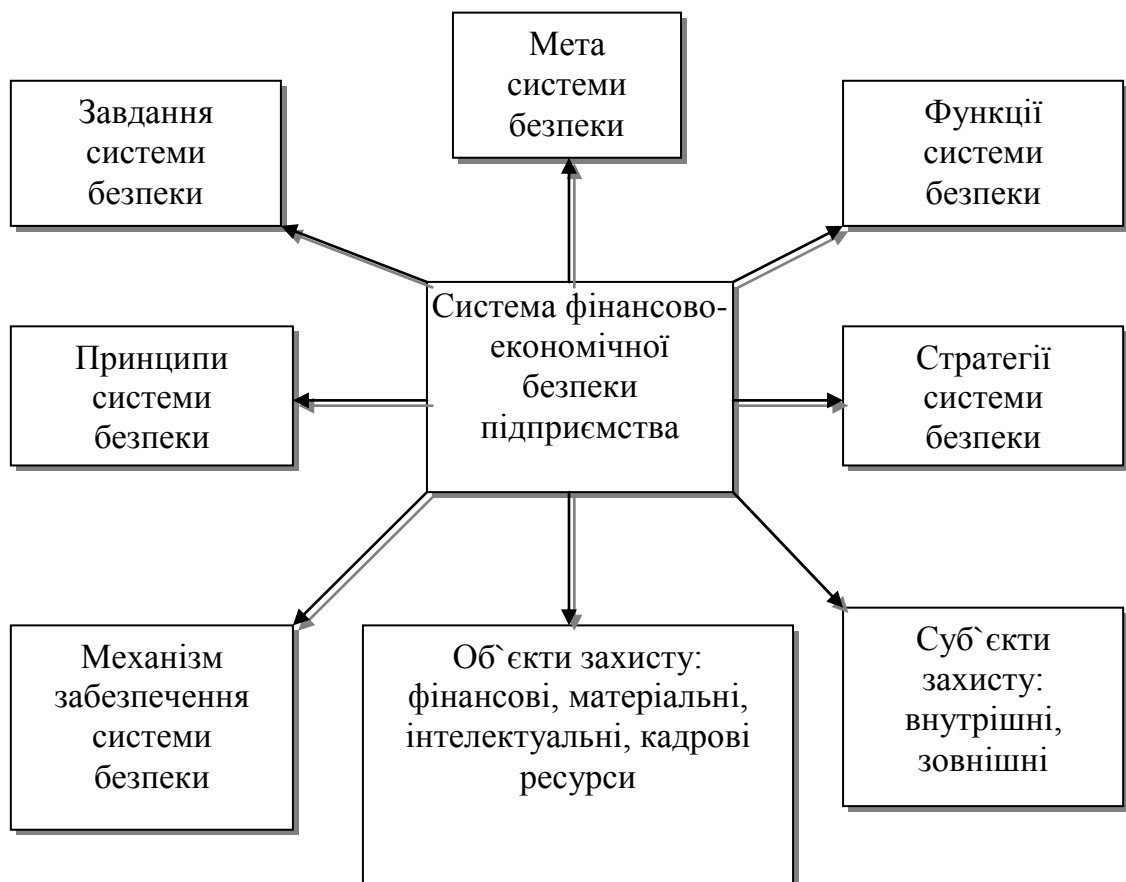 Мета
системи
безпеки
Завдання
системи
безпеки
Функції
системи
безпеки
Система фінансово-
економічної
безпеки
підприємства
Принципи
системи
безпеки
Стратегії
системи
безпеки
Механізм
забезпечення
системи
безпеки
Об`єкти захисту:
фінансові, матеріальні,
інтелектуальні, кадрові
ресурси
Суб`єкти
захисту:
внутрішні,
зовнішні